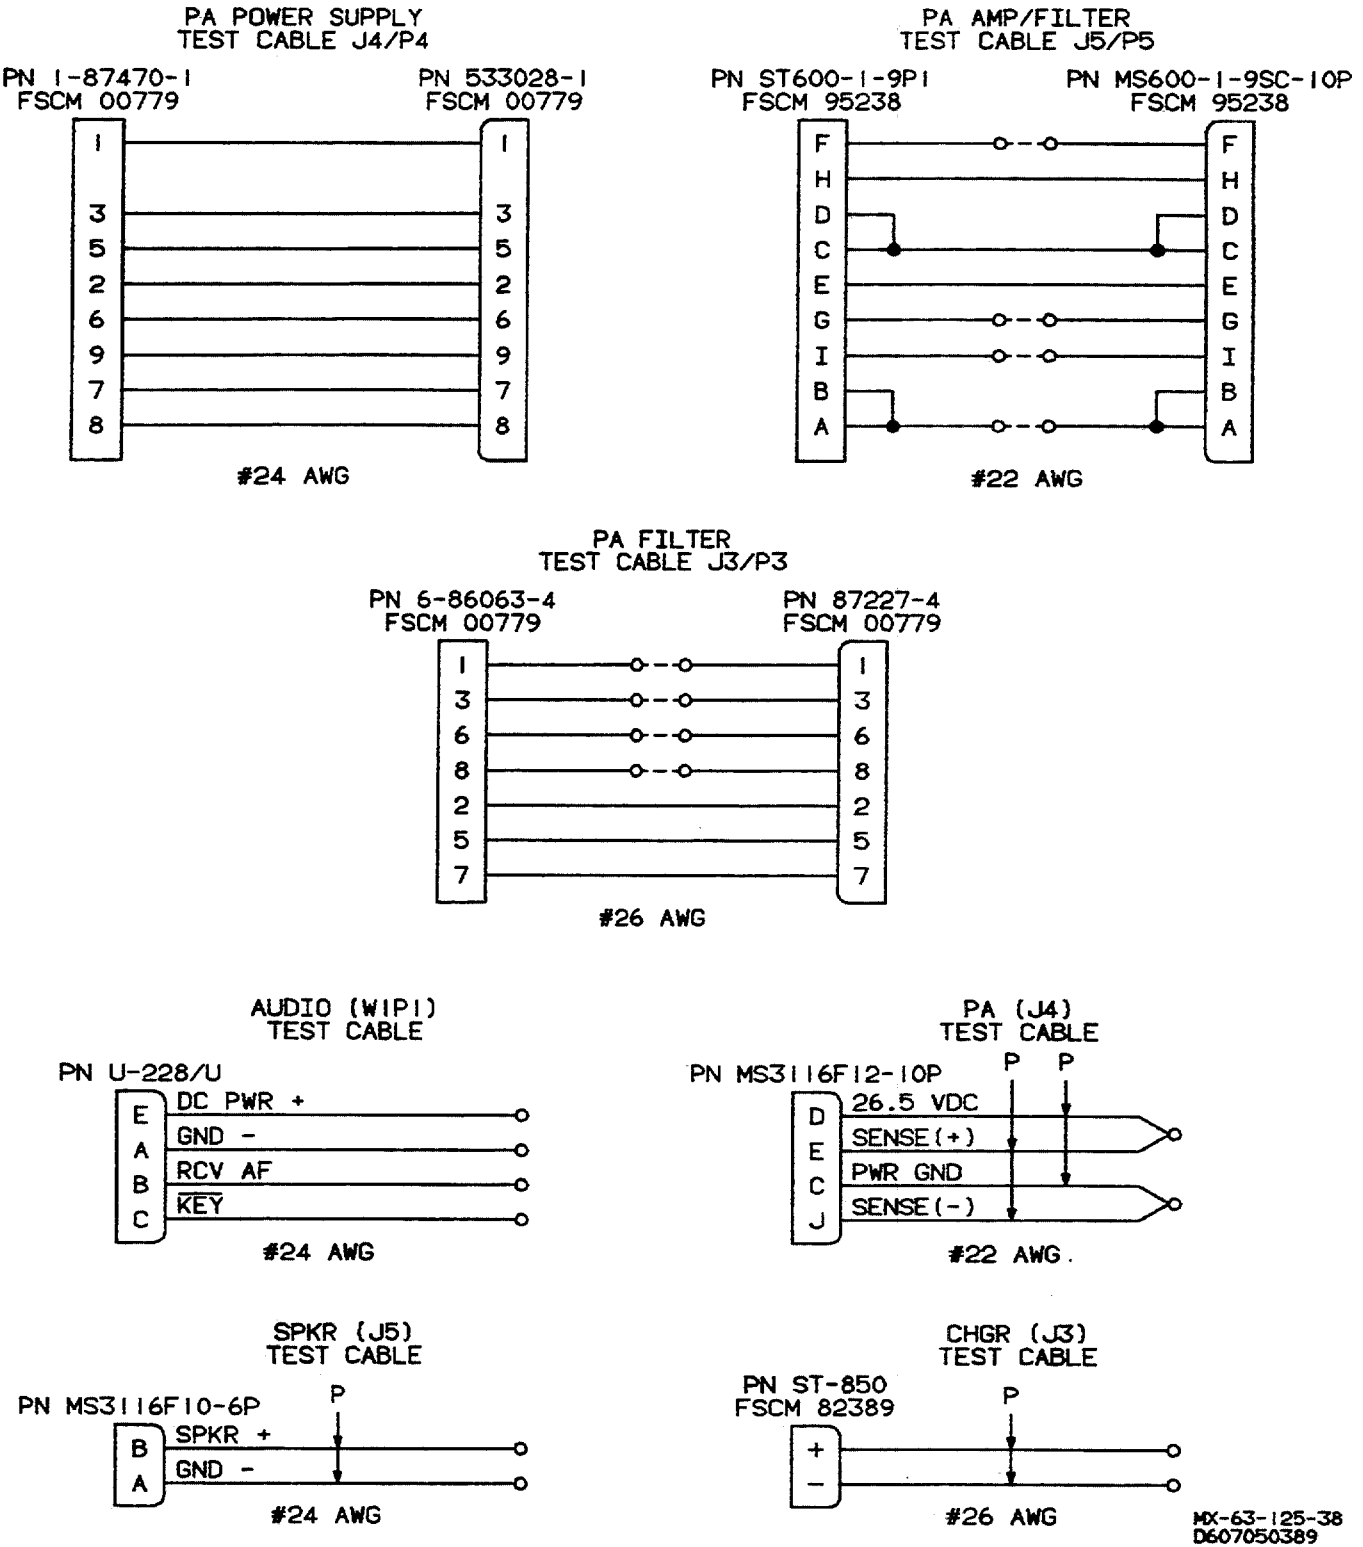 PA POWER SUPPLY
TEST CABLE J4/P4
PN 1-87470-1
FSCM 00779
PN 533028-1
FSCM 00779
1 1
3 3
5 5
2 2
6 6
9 9
7 7
8 8
#24 AWG
PA AMP/FILTER
TEST CABLE J5/P5
PN ST600-1-9P1
FSCM 95238
PN MS600-1-9SC-10P
FSCM 95238
F F
H H
D D
C C
E E
G G
I I
B B
A A
#22 AWG
PA FILTER
TEST CABLE J3/P3
PN 6-86063-4
FSCM 00779
PN 87227-4
FSCM 00779
1 1
3 3
6 6
8 8
2 2
5 5
7 7
#26 AWG
AUDIO (W1P1)
TEST CABLE
PN U-228/U
E DC PWR +
A GND -
B RCV AF
C K̅E̅Y̅
#24 AWG
PA (J4)
TEST CABLE
P P
PN MS3116F12-10P
D 26.5 VDC
E SENSE(+)
C PWR GND
J SENSE(-)
#22 AWG.
SPKR (J5)
TEST CABLE
P
PN MS3116F10-6P
B SPKR +
A GND -
#24 AWG
CHGR (J3)
TEST CABLE
PN ST-850
FSCM 82389
P
+
-
#26 AWG
MX-63-125-38
D607050389